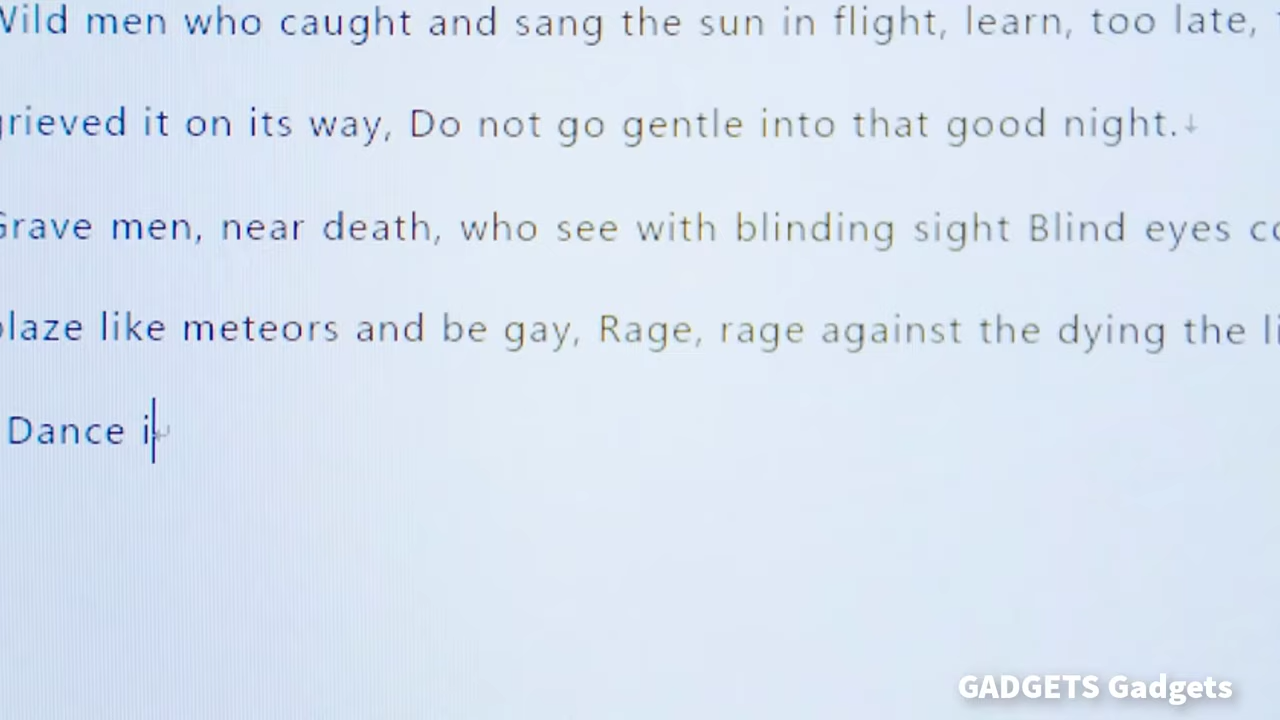 Wild men who caught and sang the sun in flight, learn, too late,
grieved it on its way, Do not go gentle into that good night.↓
Grave men, near death, who see with blinding sight Blind eyes co
blaze like meteors and be gay, Rage, rage against the dying the li
Dance i
GADGETS Gadgets